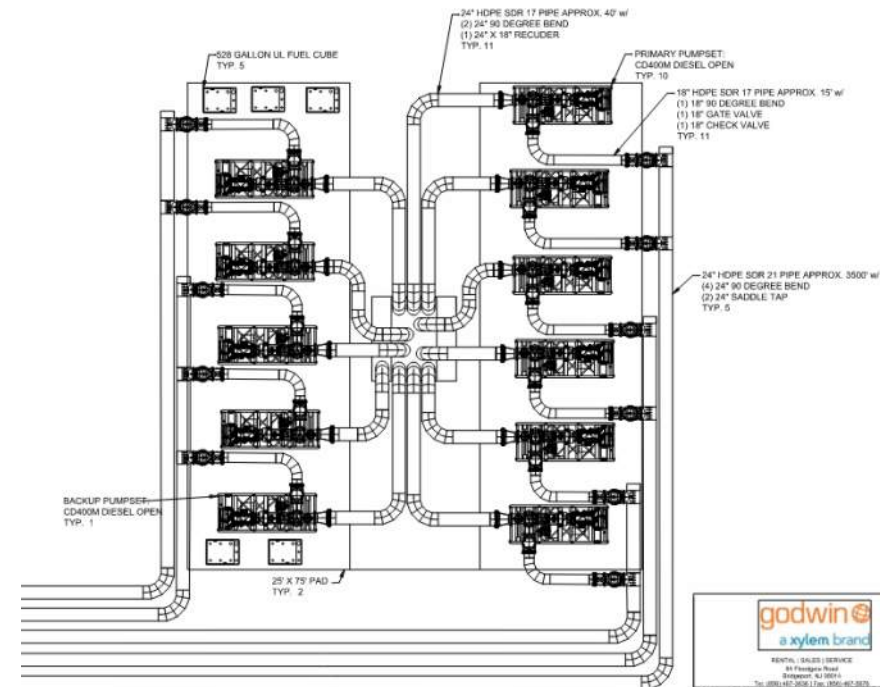 24" HDPE SDR 17 PIPE APPROX. 40' w/
(2) 24" 90 DEGREE BEND
(1) 24" X 18" RECUDER
TYP. 11
528 GALLON UL FUEL CUBE
TYP. 5
PRIMARY PUMPSET:
CD400M DIESEL OPEN
TYP. 10
18" HDPE SDR 17 PIPE APPROX. 15' w/
(1) 18" 90 DEGREE BEND
(1) 18" GATE VALVE
(1) 18" CHECK VALVE
TYP. 11
24" HDPE SDR 21 PIPE APPROX. 3500' w/
(4) 24" 90 DEGREE BEND
(2) 24" SADDLE TAP
TYP. 5
BACKUP PUMPSET:
CD400M DIESEL OPEN
TYP. 1
25' X 75' PAD
TYP. 2
godwin
a xylem brand
RENTAL | SALES | SERVICE
84 Floodgate Road
Bridgeport, NJ